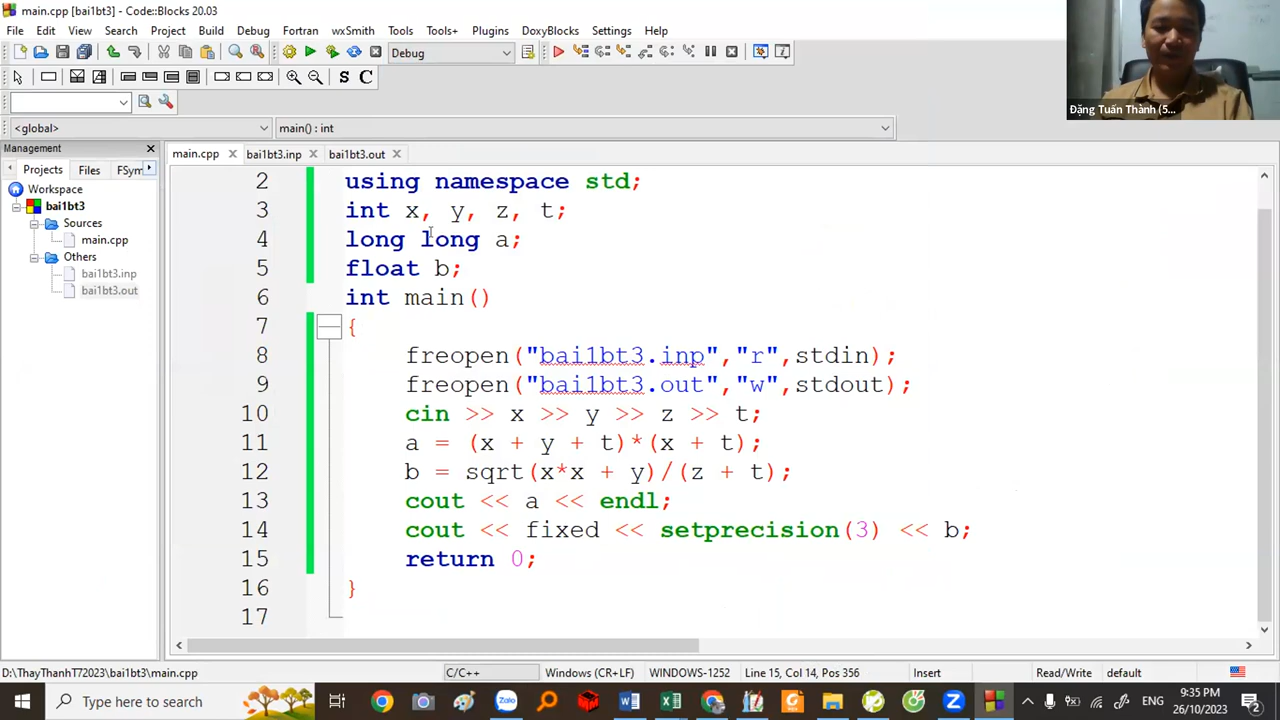 main.cpp [bai1bt3] - Code::Blocks 20.03
File Edit View Search Project Build Debug Fortran wxSmith Tools Tools+ Plugins DoxyBlocks Settings Help
Debug
S C
<global> main() : int
Management
Projects Files FSym
main.cpp bai1bt3.inp bai1bt3.out
Workspace
bai1bt3
Sources
main.cpp
Others
bai1bt3.inp
bai1bt3.out
2 using namespace std;
3 int x, y, z, t;
4 long long a;
5 float b;
6 int main()
7 {
8 freopen("bai1bt3.inp","r",stdin);
9 freopen("bai1bt3.out","w",stdout);
10 cin >> x >> y >> z >> t;
11 a = (x + y + t)*(x + t);
12 b = sqrt(x*x + y)/(z + t);
13 cout << a << endl;
14 cout << fixed << setprecision(3) << b;
15 return 0;
16 }
17
Đặng Tuấn Thành (5...
D:\ThayThanhT72023\bai1bt3\main.cpp C/C++ Windows (CR+LF) WINDOWS-1252 Line 15, Col 14, Pos 356 Insert Read/Write default
Type here to search
ENG
9:35 PM
26/10/2023